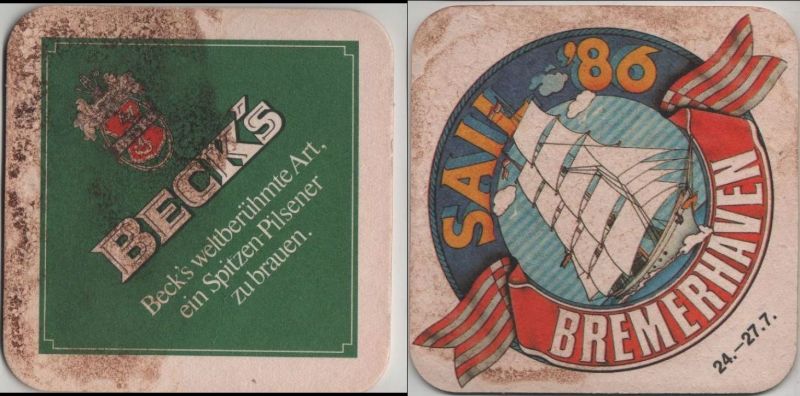 BECK'S
Beck's weltberühmte Art,
ein Spitzen-Pilsener
zu brauen.
SAIL '86
BREMERHAVEN
24.–27.7.